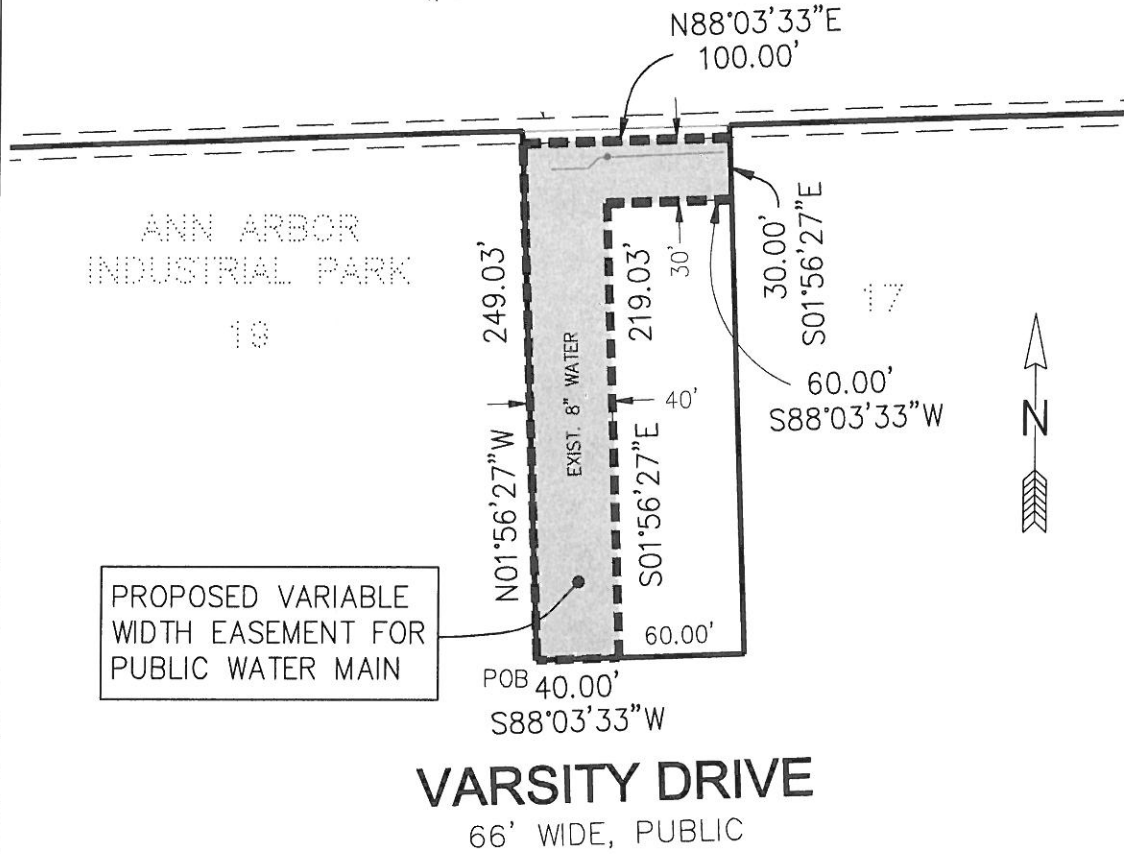 N88°03'33"E
100.00'
ANN ARBOR
INDUSTRIAL PARK
19
249.03'
N01°56'27"W
EXIST. 8" WATER
219.03'
S01°56'27"E
30'
30.00'
S01°56'27"E
17
60.00'
S88°03'33"W
40'
N
PROPOSED VARIABLE
WIDTH EASEMENT FOR
PUBLIC WATER MAIN
60.00'
POB
40.00'
S88°03'33"W
VARSITY DRIVE
66' WIDE, PUBLIC